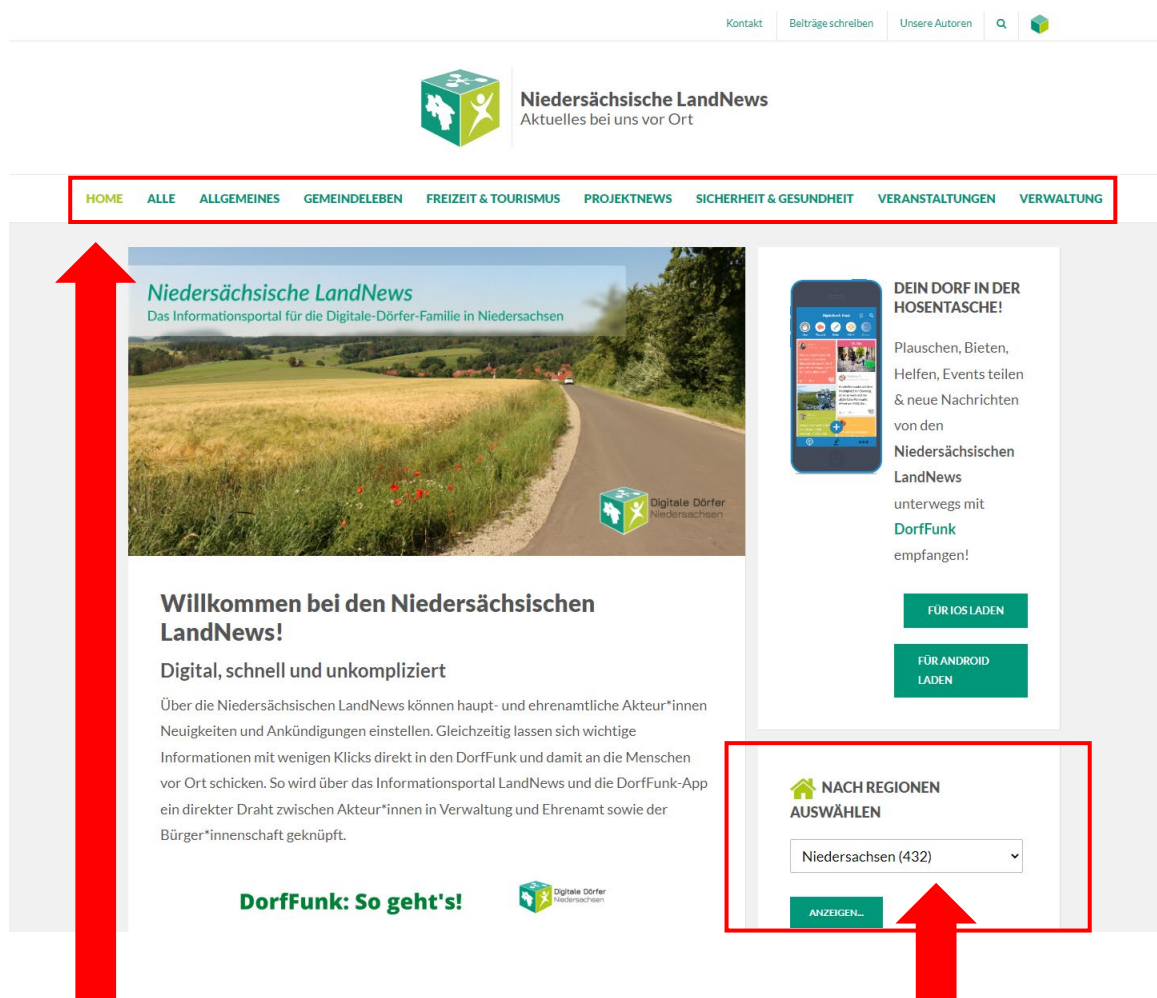 Kontakt
Beiträge schreiben
Unsere Autoren
Niedersächsische LandNews
Aktuelles bei uns vor Ort
HOME ALLE ALLGEMEINES GEMEINDELEBEN FREIZEIT & TOURISMUS PROJEKTNEWS SICHERHEIT & GESUNDHEIT VERANSTALTUNGEN VERWALTUNG
Niedersächsische LandNews
Das Informationsportal für die Digitale-Dörfer-Familie in Niedersachsen
Digitale Dörfer
Niedersachsen
Willkommen bei den Niedersächsischen
LandNews!
Digital, schnell und unkompliziert
Über die Niedersächsischen LandNews können haupt- und ehrenamtliche Akteur*innen
Neuigkeiten und Ankündigungen einstellen. Gleichzeitig lassen sich wichtige
Informationen mit wenigen Klicks direkt in den DorfFunk und damit an die Menschen
vor Ort schicken. So wird über das Informationsportal LandNews und die DorfFunk-App
ein direkter Draht zwischen Akteur*innen in Verwaltung und Ehrenamt sowie der
Bürger*innenschaft geknüpft.
DorfFunk: So geht's!
Digitale Dörfer
Niedersachsen
DEIN DORF IN DER
HOSENTASCHE!
Plauschen, Bieten,
Helfen, Events teilen
& neue Nachrichten
von den
Niedersächsischen
LandNews
unterwegs mit
DorfFunk
empfangen!
FÜR IOS LADEN
FÜR ANDROID
LADEN
NACH REGIONEN
AUSWÄHLEN
Niedersachsen (432)
ANZEIGEN...